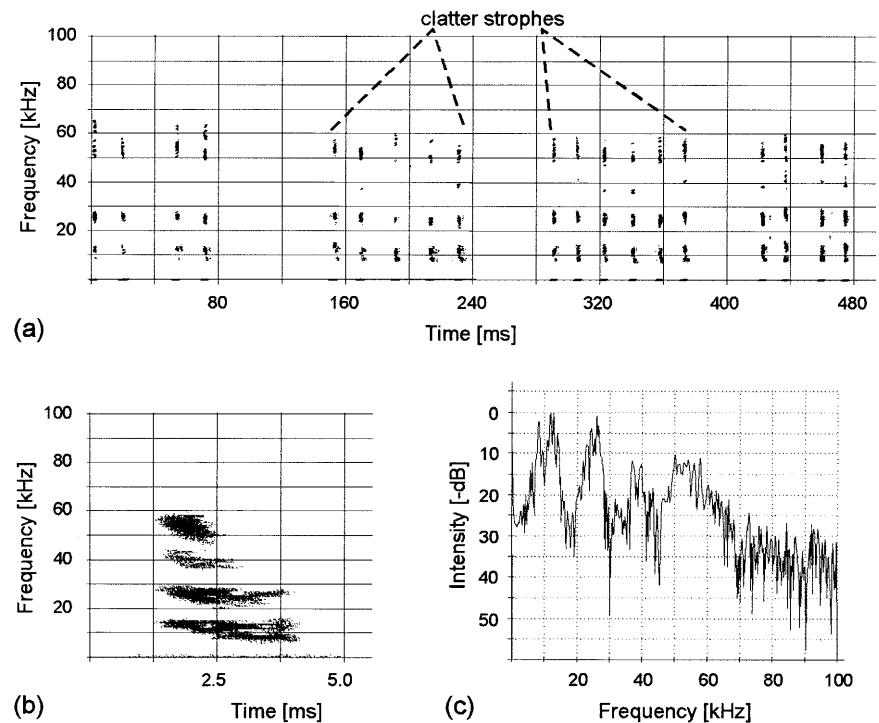 clatter strophes
100
80
60
40
20
Frequency [kHz]
80
160
240
320
400
480
Time [ms]
(a)
100
80
60
40
20
Frequency [kHz]
2.5
5.0
Time [ms]
(b)
0
10
20
30
40
50
Intensity [-dB]
20
40
60
80
100
Frequency [kHz]
(c)